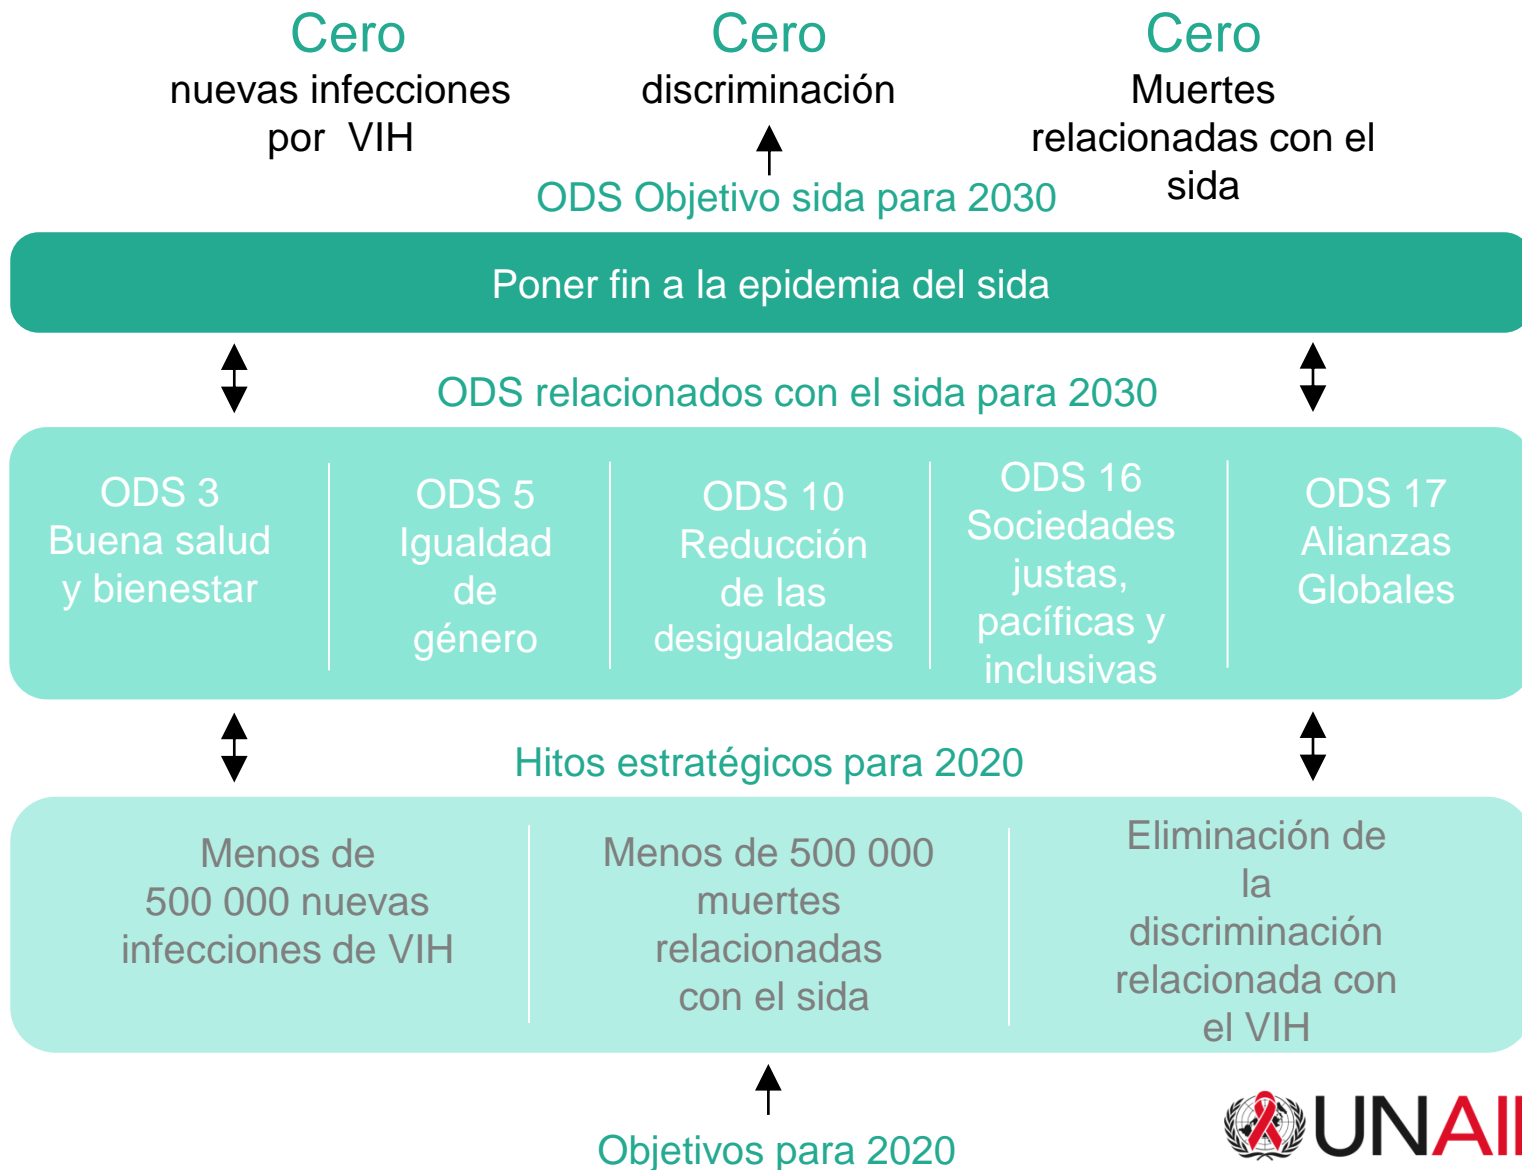 Cero
nuevas infecciones
por VIH
Cero
discriminación
Cero
Muertes
relacionadas con el
sida
ODS Objetivo sida para 2030
Poner fin a la epidemia del sida
ODS relacionados con el sida para 2030
ODS 3
Buena salud
y bienestar
ODS 5
Igualdad
de
género
ODS 10
Reducción
de las
desigualdades
ODS 16
Sociedades
justas,
pacíficas y
inclusivas
ODS 17
Alianzas
Globales
Hitos estratégicos para 2020
Menos de
500 000 nuevas
infecciones de VIH
Menos de 500 000
muertes
relacionadas
con el sida
Eliminación de
la
discriminación
relacionada con
el VIH
Objetivos para 2020
UNAI